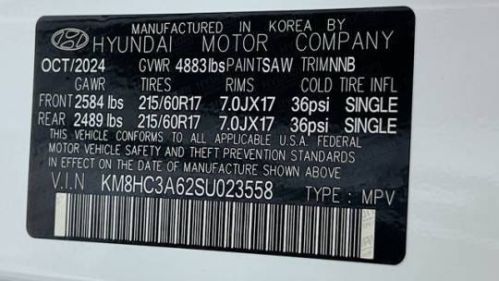 MANUFACTURED IN KOREA BY
HYUNDAI MOTOR COMPANY
OCT/2024 GVWR 4883lbs PAINT SAW TRIM NNB
GAWR TIRES RIMS COLD TIRE INFL
FRONT 2584 lbs 215/60R17 7.0JX17 36psi SINGLE
REAR 2489 lbs 215/60R17 7.0JX17 36psi SINGLE
THIS VEHICLE CONFORMS TO ALL APPLICABLE U.S.A. FEDERAL
MOTOR VEHICLE SAFETY AND THEFT PREVENTION STANDARDS
IN EFFECT ON THE DATE OF MANUFACTURE SHOWN ABOVE
V.I.N KM8HC3A62SU023558 TYPE : MPV